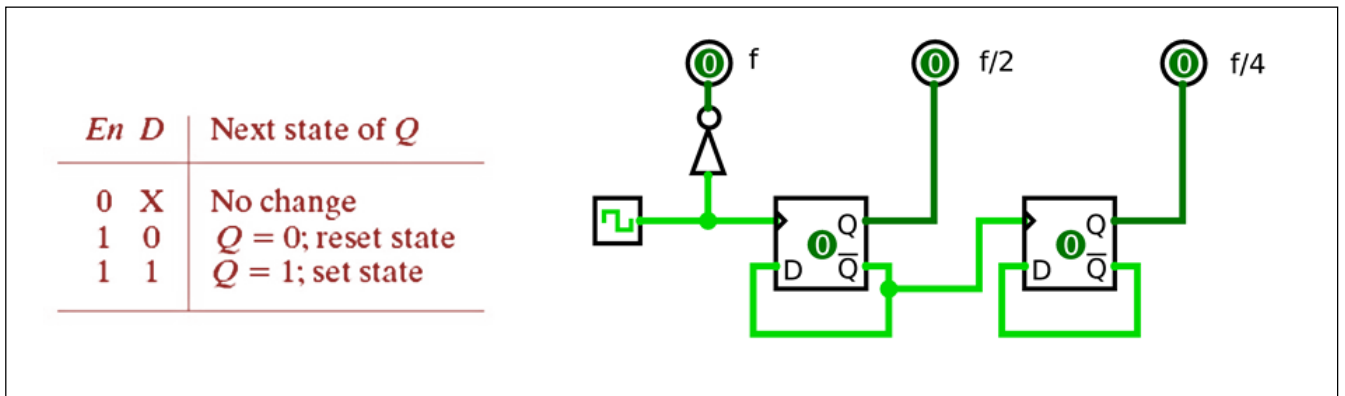 En D Next state of Q
0 X No change
1 0 Q = 0; reset state
1 1 Q = 1; set state
0 f
0 f/2
0 f/4
Q
0
D Q̅
Q
0
D Q̅